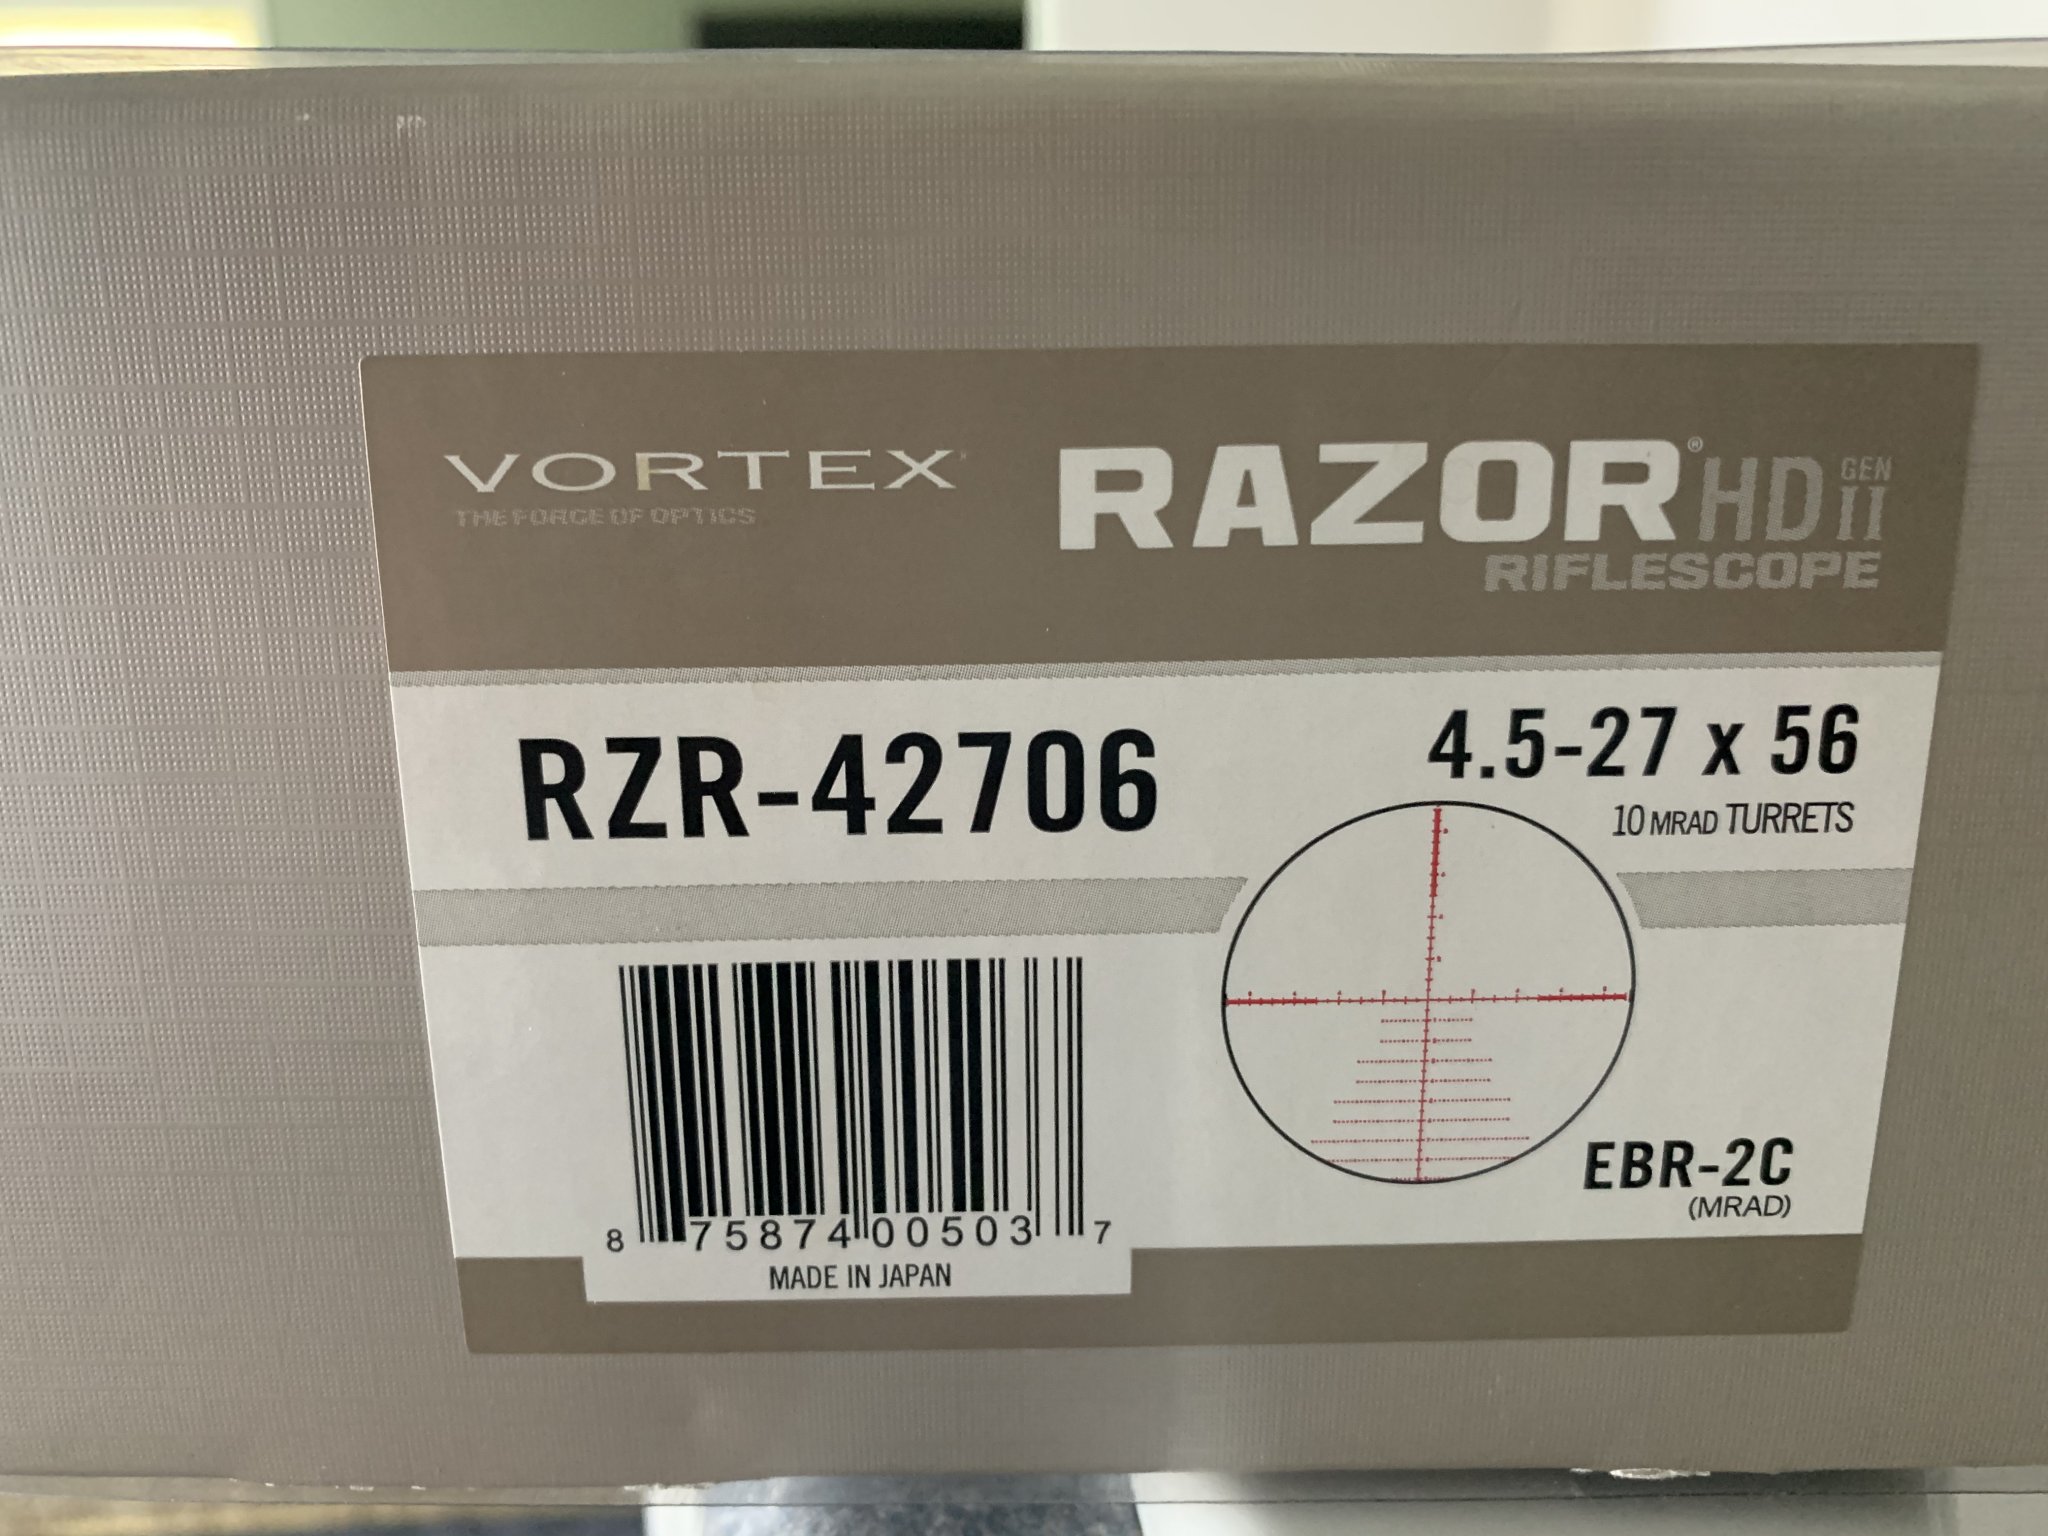 VORTEX
THE FORCE OF OPTICS
RAZOR® HD GEN II
RIFLESCOPE
RZR-42706
4.5-27 x 56
10 MRAD TURRETS
EBR-2C
(MRAD)
8 75874 00503 7
MADE IN JAPAN